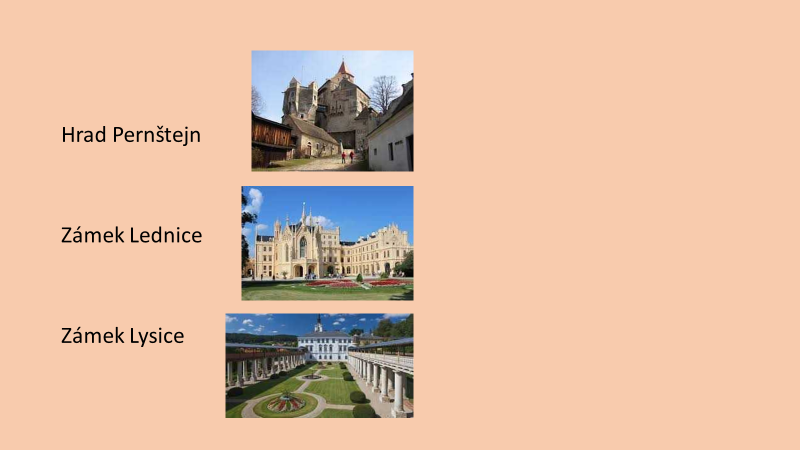 Hrad Pernštejn
Zámek Lednice
Zámek Lysice